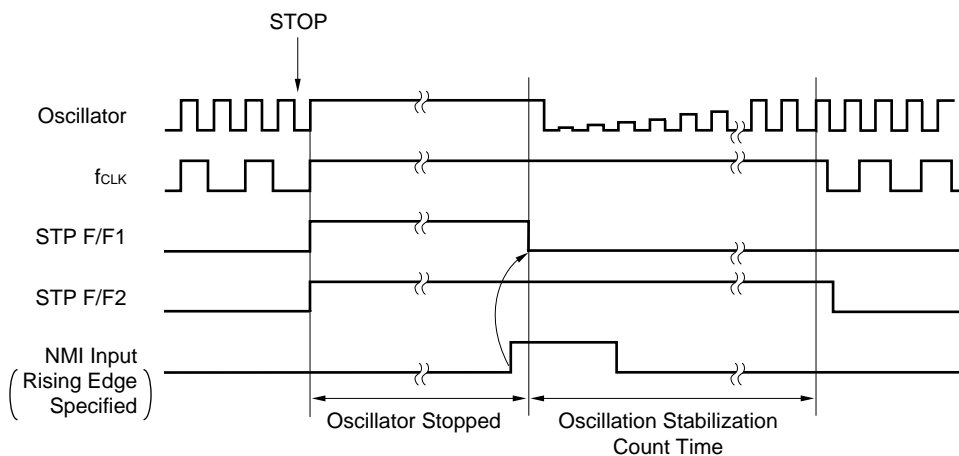 STOP
Oscillator
fCLK
STP F/F1
STP F/F2
NMI Input
Rising Edge
Specified
Oscillator Stopped
Oscillation Stabilization
Count Time